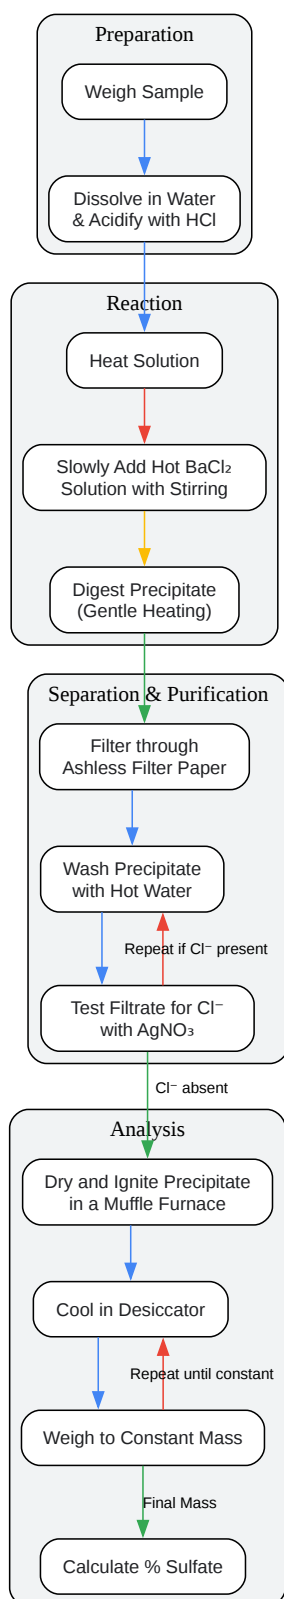 Preparation
Weigh Sample
Dissolve in Water
& Acidify with HCl
Reaction
Heat Solution
Slowly Add Hot BaCl₂
Solution with Stirring
Digest Precipitate
(Gentle Heating)
Separation & Purification
Filter through
Ashless Filter Paper
Wash Precipitate
with Hot Water
Repeat if Cl⁻ present
Test Filtrate for Cl⁻
with AgNO₃
Cl⁻ absent
Analysis
Dry and Ignite Precipitate
in a Muffle Furnace
Cool in Desiccator
Repeat until constant
Weigh to Constant Mass
Final Mass
Calculate % Sulfate